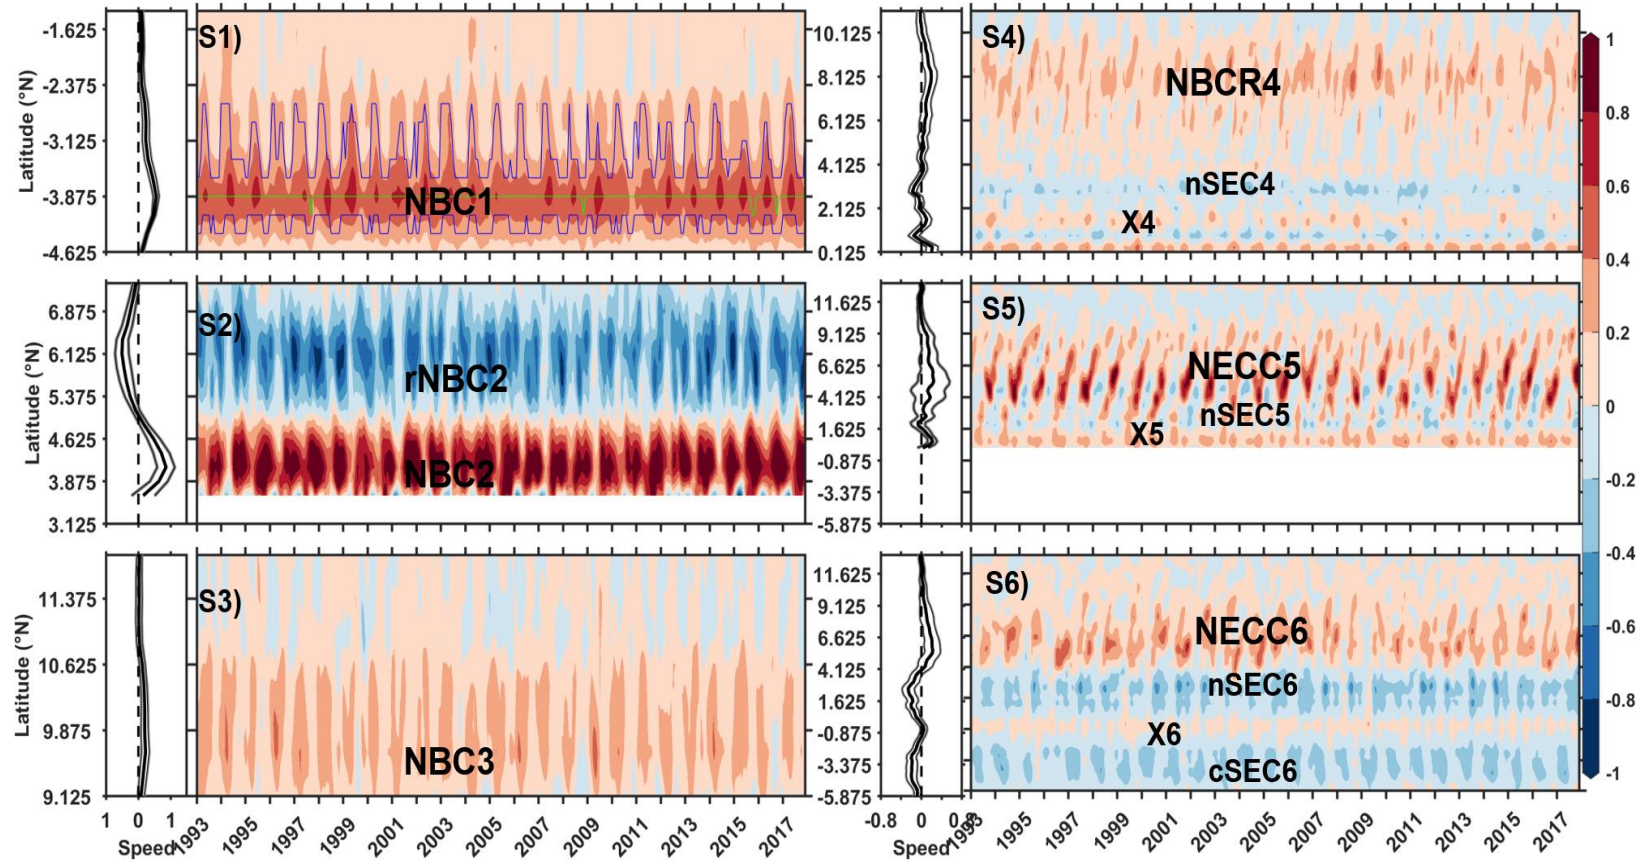 S1)
-1.625
-2.375
-3.125
-3.875
-4.625
Latitude (°N)
NBC1
S4)
10.125
8.125
6.125
4.125
2.125
0.125
NBCR4
nSEC4
X4
S2)
6.875
6.125
5.375
4.625
3.875
3.125
Latitude (°N)
rNBC2
NBC2
S5)
11.625
9.125
6.625
4.125
1.625
-0.875
-3.375
-5.875
NECC5
nSEC5
X5
S3)
11.375
10.625
9.875
9.125
Latitude (°N)
NBC3
S6)
11.625
9.125
6.625
4.125
1.625
-0.875
-3.375
-5.875
NECC6
nSEC6
X6
cSEC6
1 0 1
Speed
1993 1995 1997 1999 2001 2003 2005 2007 2009 2011 2013 2015 2017
-0.8 0
Speed
1995 1997 1999 2001 2003 2005 2007 2009 2011 2013 2015 2017
1
0.8
0.6
0.4
0.2
0
-0.2
-0.4
-0.6
-0.8
-1